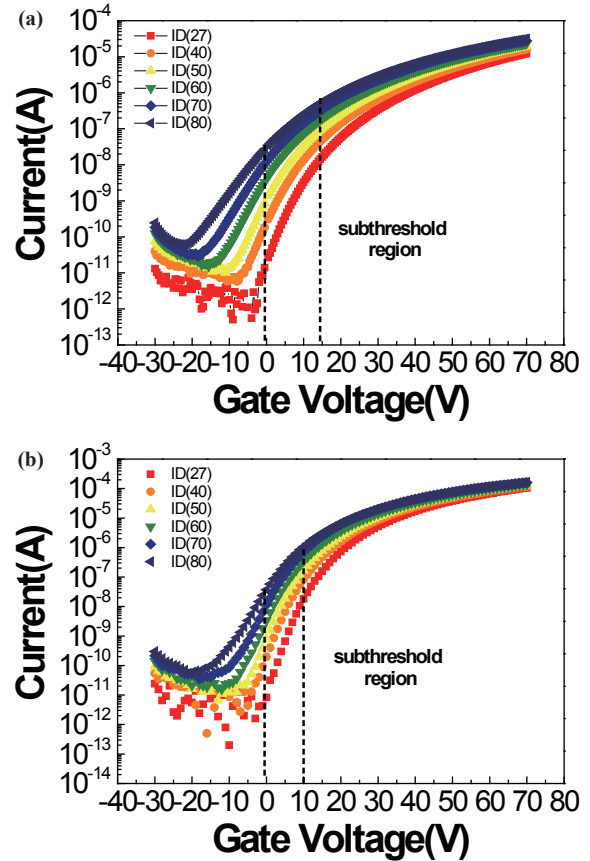 (a)
10⁻⁴
10⁻⁵
10⁻⁶
10⁻⁷
10⁻⁸
10⁻⁹
10⁻¹⁰
10⁻¹¹
10⁻¹²
10⁻¹³
Current(A)
ID(27)
ID(40)
ID(50)
ID(60)
ID(70)
ID(80)
subthreshold
region
-40 -30 -20 -10 0 10 20 30 40 50 60 70 80
Gate Voltage(V)
(b)
10⁻³
10⁻⁴
10⁻⁵
10⁻⁶
10⁻⁷
10⁻⁸
10⁻⁹
10⁻¹⁰
10⁻¹¹
10⁻¹²
10⁻¹³
10⁻¹⁴
Current(A)
ID(27)
ID(40)
ID(50)
ID(60)
ID(70)
ID(80)
subthreshold
region
-40 -30 -20 -10 0 10 20 30 40 50 60 70 80
Gate Voltage(V)